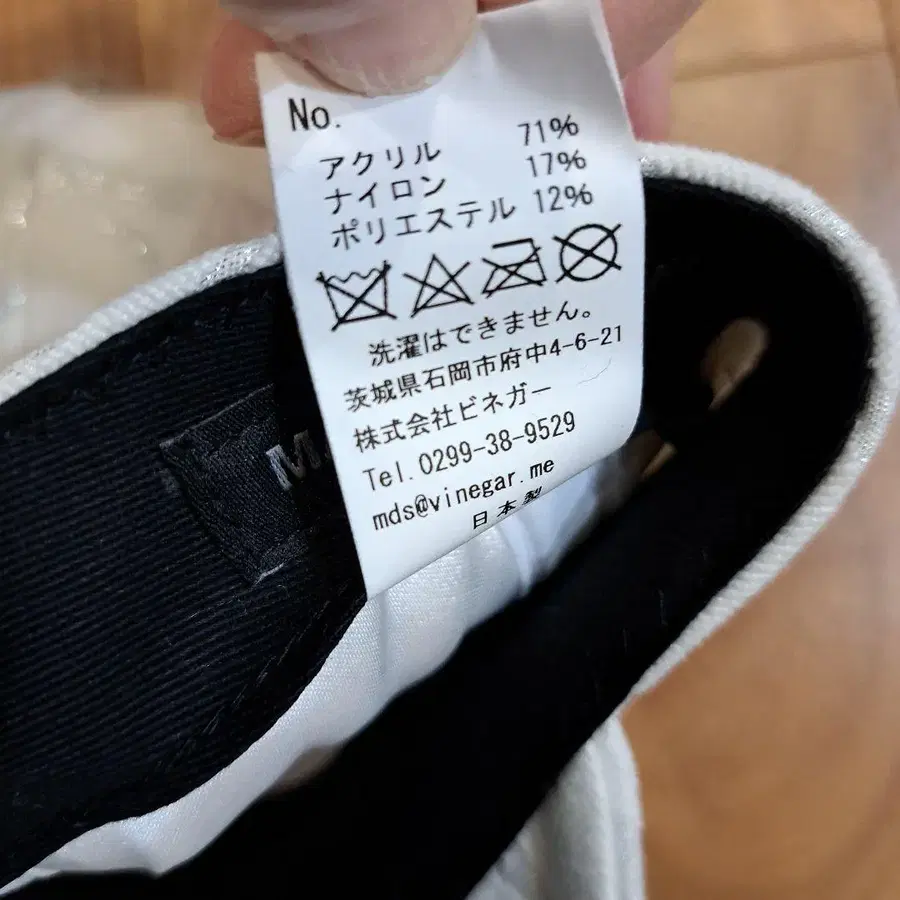 No.
アクリル 71%
ナイロン 17%
ポリエステル 12%
洗濯はできません。
茨城県石岡市府中4-6-21
株式会社ビネガー
Tel.0299-38-9529
mds@vinegar.me
日本製